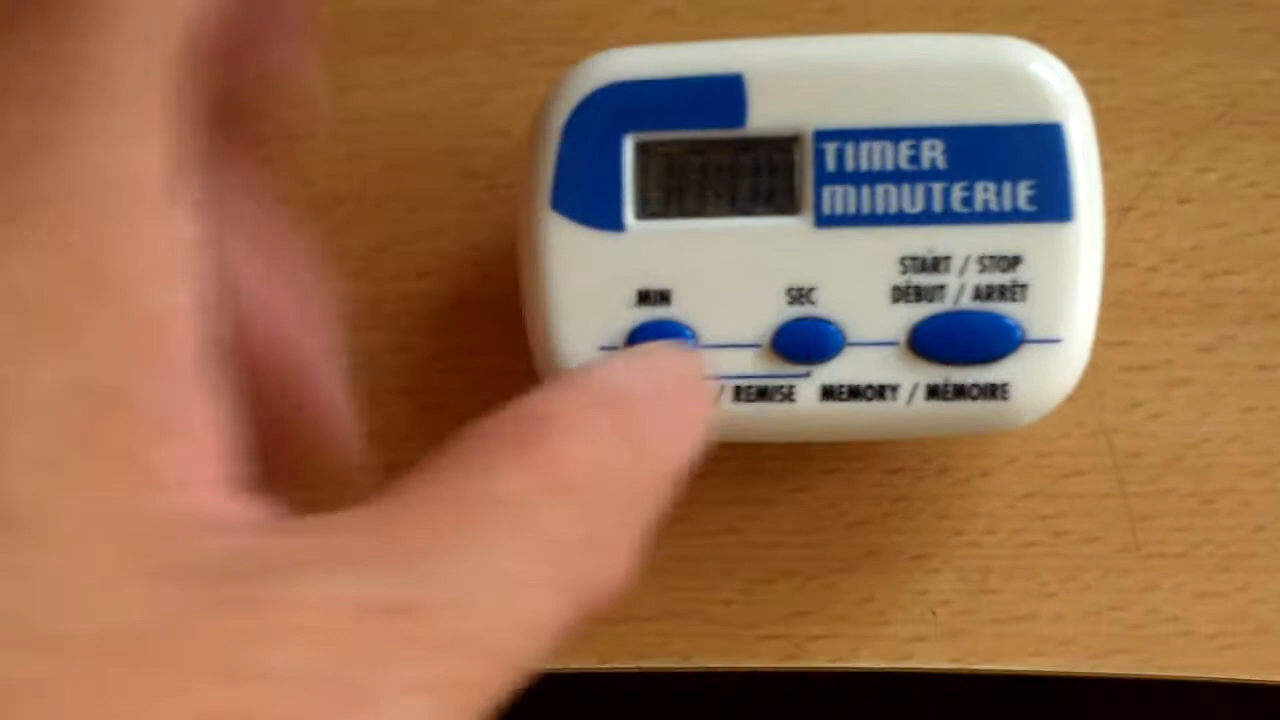 TIMER
MINUTERIE
START / STOP
MIN
SEC
DÉBUT / ARRÊT
/ REMISE
MEMORY / MÉMOIRE